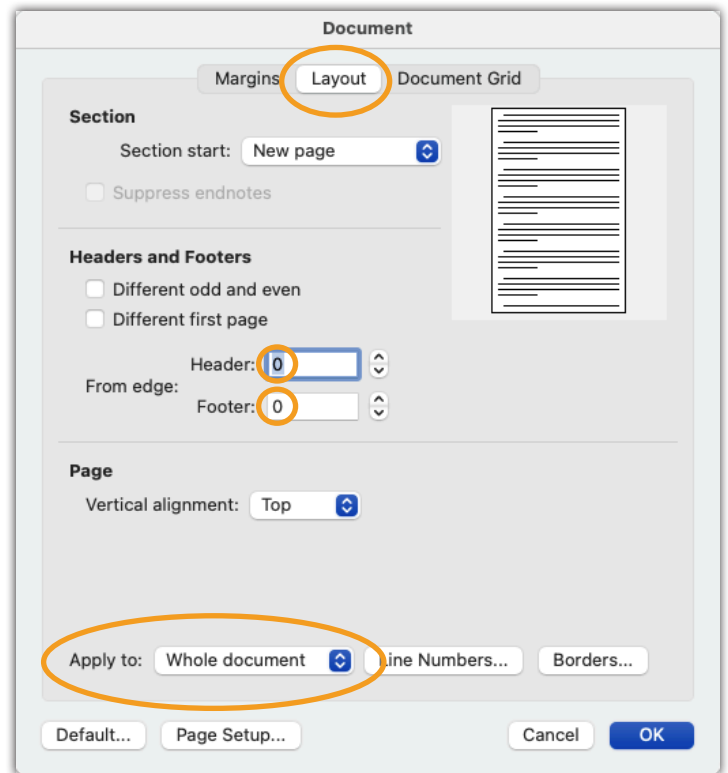 Document
Margins Layout Document Grid
Section
Section start: New page
Suppress endnotes
Headers and Footers
Different odd and even
Different first page
Header: 0
From edge:
Footer: 0
Page
Vertical alignment: Top
Apply to: Whole document Line Numbers... Borders...
Default... Page Setup... Cancel OK